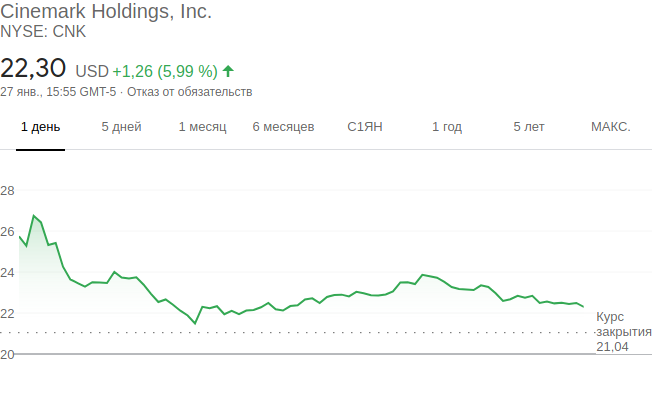 Cinemark Holdings, Inc.
NYSE: CNK
22,30 USD +1,26 (5,99 %)
27 янв., 15:55 GMT-5 · Отказ от обязательств
1 день 5 дней 1 месяц 6 месяцев С1ЯН 1 год 5 лет МАКС.
28
26
24
22
20
Курс
закрытия
21,04